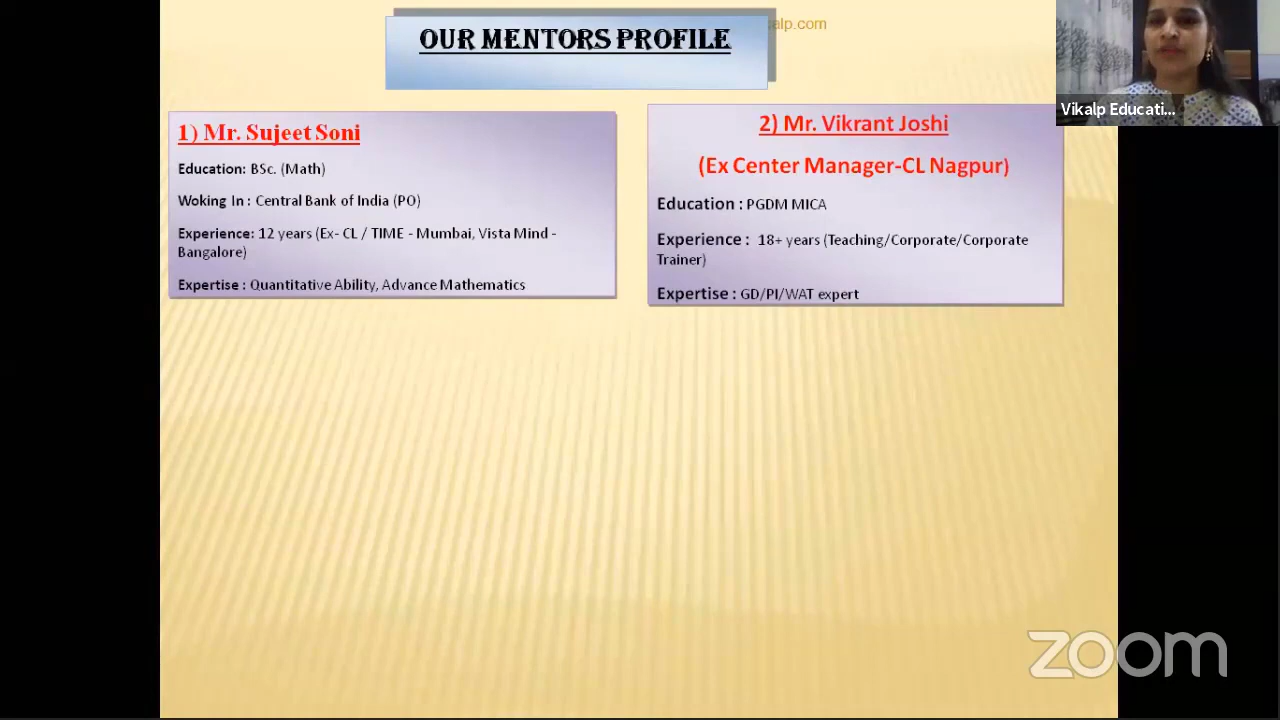 OUR MENTORS PROFILE
alp.com
1) Mr. Sujeet Soni
Education: BSc. (Math)
Woking In : Central Bank of India (PO)
Experience: 12 years (Ex- CL / TIME - Mumbai, Vista Mind -
Bangalore)
Expertise : Quantitative Ability, Advance Mathematics
2) Mr. Vikrant Joshi
(Ex Center Manager-CL Nagpur)
Education : PGDM MICA
Experience : 18+ years (Teaching/Corporate/Corporate
Trainer)
Expertise : GD/PI/WAT expert
Vikalp Educati...
zoom